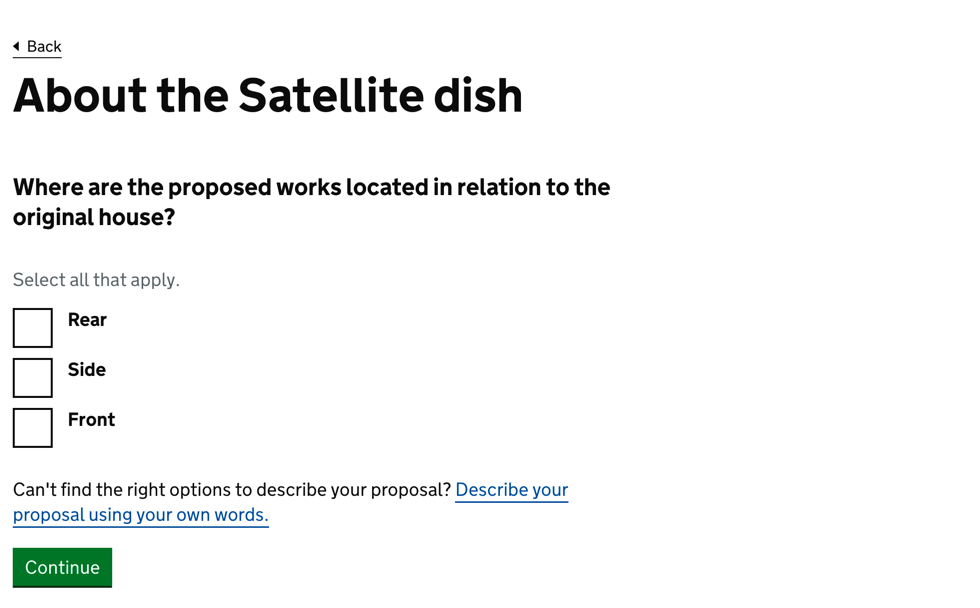 Back
About the Satellite dish
Where are the proposed works located in relation to the
original house?
Select all that apply.
Rear
Side
Front
Can't find the right options to describe your proposal? Describe your
proposal using your own words.
Continue